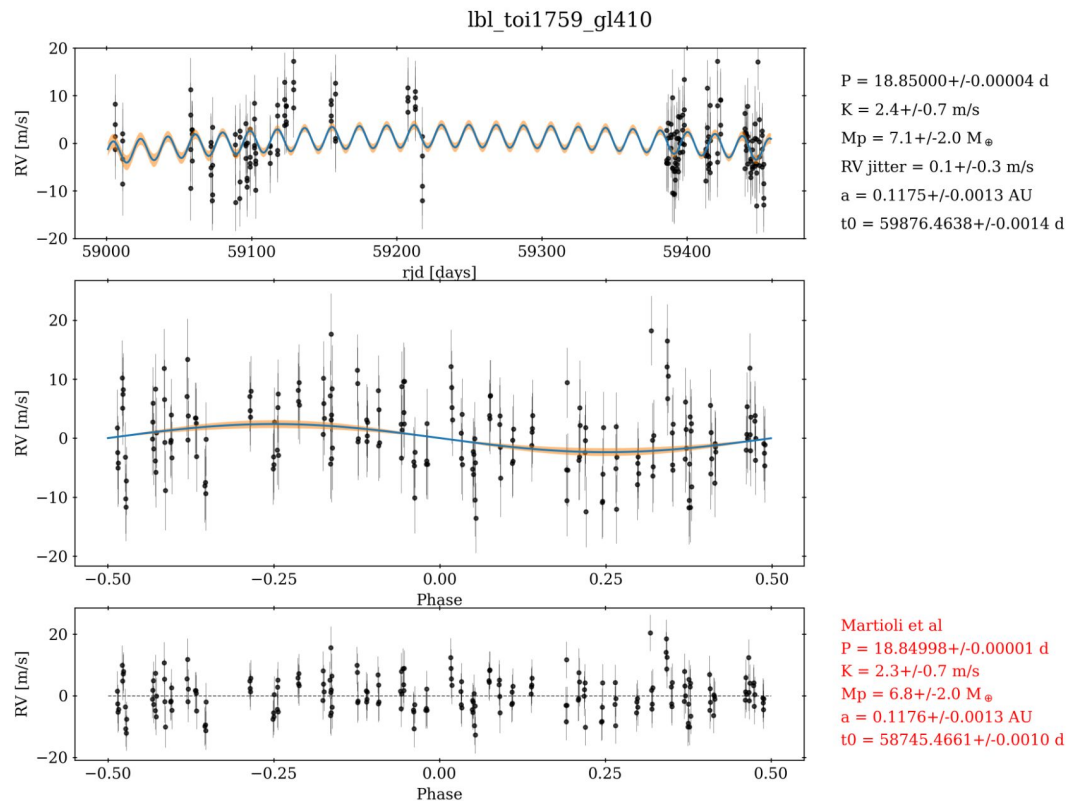 lbl_toi1759_gl410
20
10
0
−10
−20
RV [m/s]
59000
59100
59200
59300
59400
rjd [days]
P = 18.85000+/-0.00004 d
K = 2.4+/-0.7 m/s
Mp = 7.1+/-2.0 M⊕
RV jitter = 0.1+/-0.3 m/s
a = 0.1175+/-0.0013 AU
t0 = 59876.4638+/-0.0014 d
20
10
0
−10
−20
RV [m/s]
−0.50
−0.25
0.00
0.25
0.50
Phase
20
0
−20
RV [m/s]
−0.50
−0.25
0.00
0.25
0.50
Phase
Martioli et al
P = 18.84998+/-0.00001 d
K = 2.3+/-0.7 m/s
Mp = 6.8+/-2.0 M⊕
a = 0.1176+/-0.0013 AU
t0 = 58745.4661+/-0.0010 d